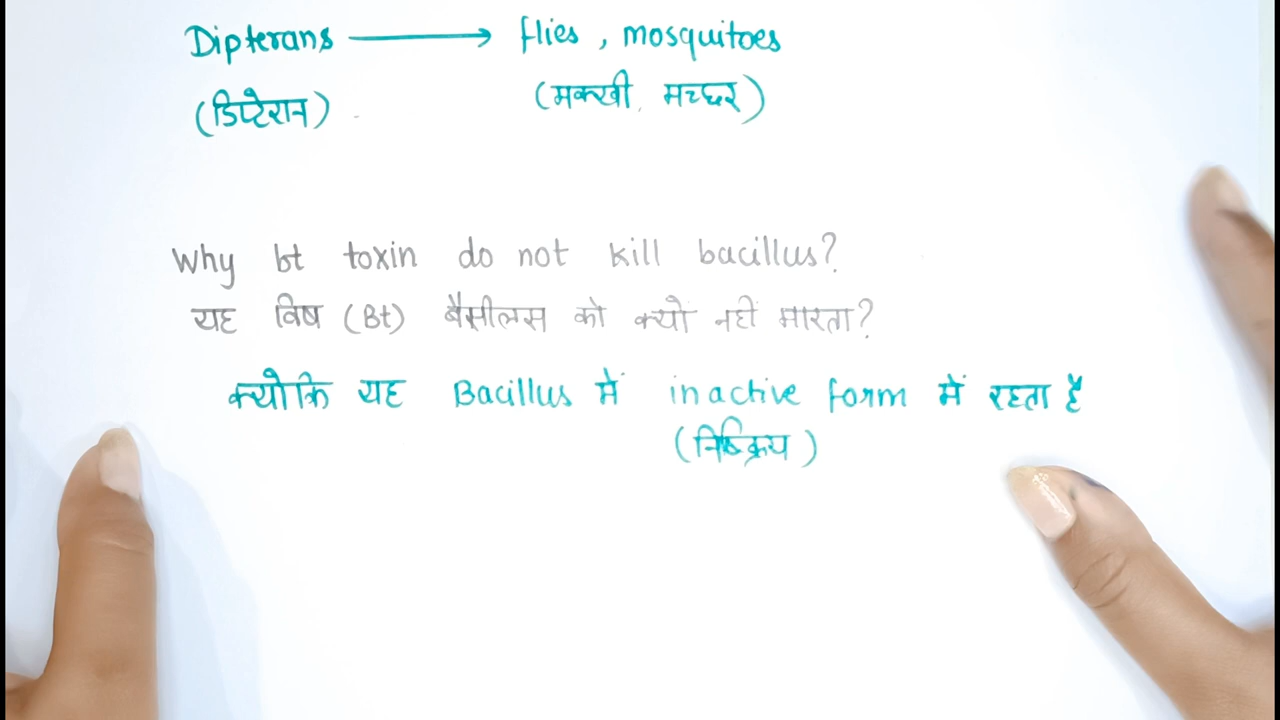 Dipterans → flies, mosquitoes
(डिप्टेरान) (मक्खी, मच्छर)
Why bt toxin do not kill bacillus?
यह विष (Bt) बैसीलस को क्यों नहीं मारता?
क्योकि यह Bacillus में inactive form में रहता है
(निष्क्रिय)